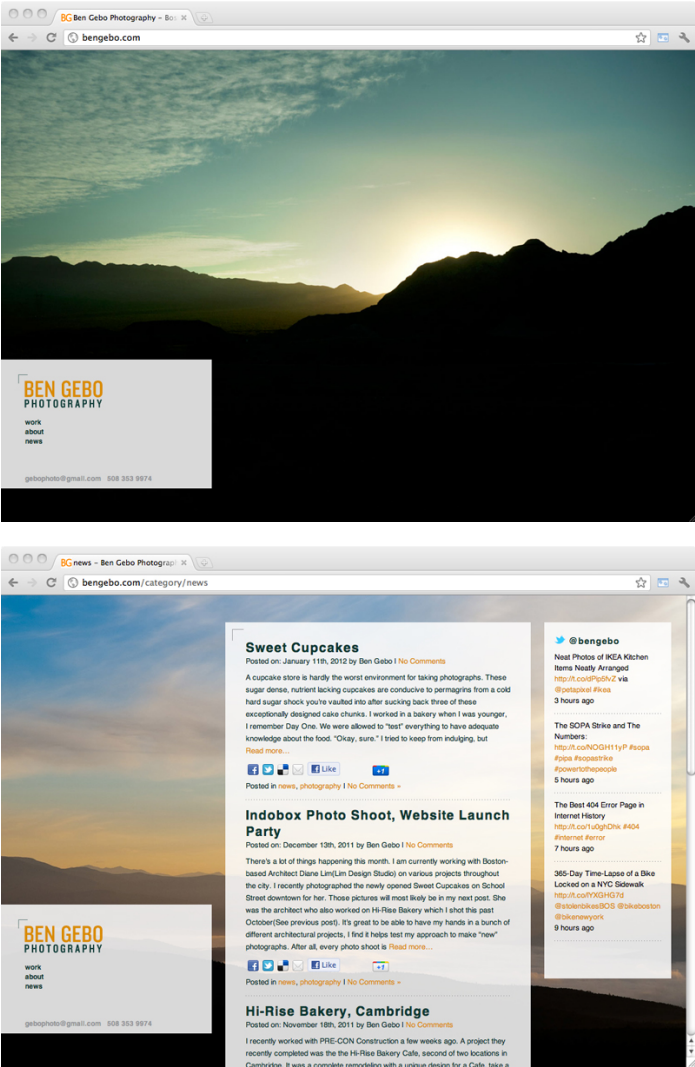 BG Ben Gebo Photography – Bos
bengebo.com
BEN GEBO
PHOTOGRAPHY
work
about
news
gebophoto@gmail.com 508 353 9974
BG news – Ben Gebo Photograp
bengebo.com/category/news
Sweet Cupcakes
Posted on: January 11th, 2012 by Ben Gebo I No Comments
A cupcake store is hardly the worst environment for taking photographs. These
sugar dense, nutrient lacking cupcakes are conducive to permagrins from a cold
hard sugar shock you're vaulted into after sucking back three of these
exceptionally designed cake chunks. I worked in a bakery when I was younger,
I remember Day One. We were allowed to "test" everything to have adequate
knowledge about the food. "Okay, sure." I tried to keep from indulging, but
Read more...
Like
+1
Posted in news, photography I No Comments »
Indobox Photo Shoot, Website Launch
Party
Posted on: December 13th, 2011 by Ben Gebo I No Comments
There's a lot of things happening this month. I am currently working with Boston-
based Architect Diane Lim(Lim Design Studio) on various projects throughout
the city. I recently photographed the newly opened Sweet Cupcakes on School
Street downtown for her. Those pictures will most likely be in my next post. She
was the architect who also worked on Hi-Rise Bakery which I shot this past
October(See previous post). It's great to be able to have my hands in a bunch of
different architectural projects, I find it helps test my approach to make "new"
photographs. After all, every photo shoot is Read more...
Like
+1
Posted in news, photography I No Comments »
Hi-Rise Bakery, Cambridge
Posted on: November 18th, 2011 by Ben Gebo I No Comments
I recently worked with PRE-CON Construction a few weeks ago. A project they
recently completed was the the Hi-Rise Bakery Cafe, second of two locations in
Cambridge. It was a complete remodeling with a unique design for a Cafe, take a
@bengebo
Neat Photos of IKEA Kitchen
Items Neatly Arranged
http://t.co/dPip5fvZ via
@petapixel #ikea
3 hours ago
The SOPA Strike and The
Numbers:
http://t.co/NOGH11yP #sopa
#pipa #sopastrike
#powertothepeople
5 hours ago
The Best 404 Error Page in
Internet History
http://t.co/1u0ghDhk #404
#internet #error
7 hours ago
365-Day Time-Lapse of a Bike
Locked on a NYC Sidewalk
http://t.co/lYXGHG7d
@stolenbikesBOS @bikeboston
@bikenewyork
9 hours ago
BEN GEBO
PHOTOGRAPHY
work
about
news
gebophoto@gmail.com 508 353 9974